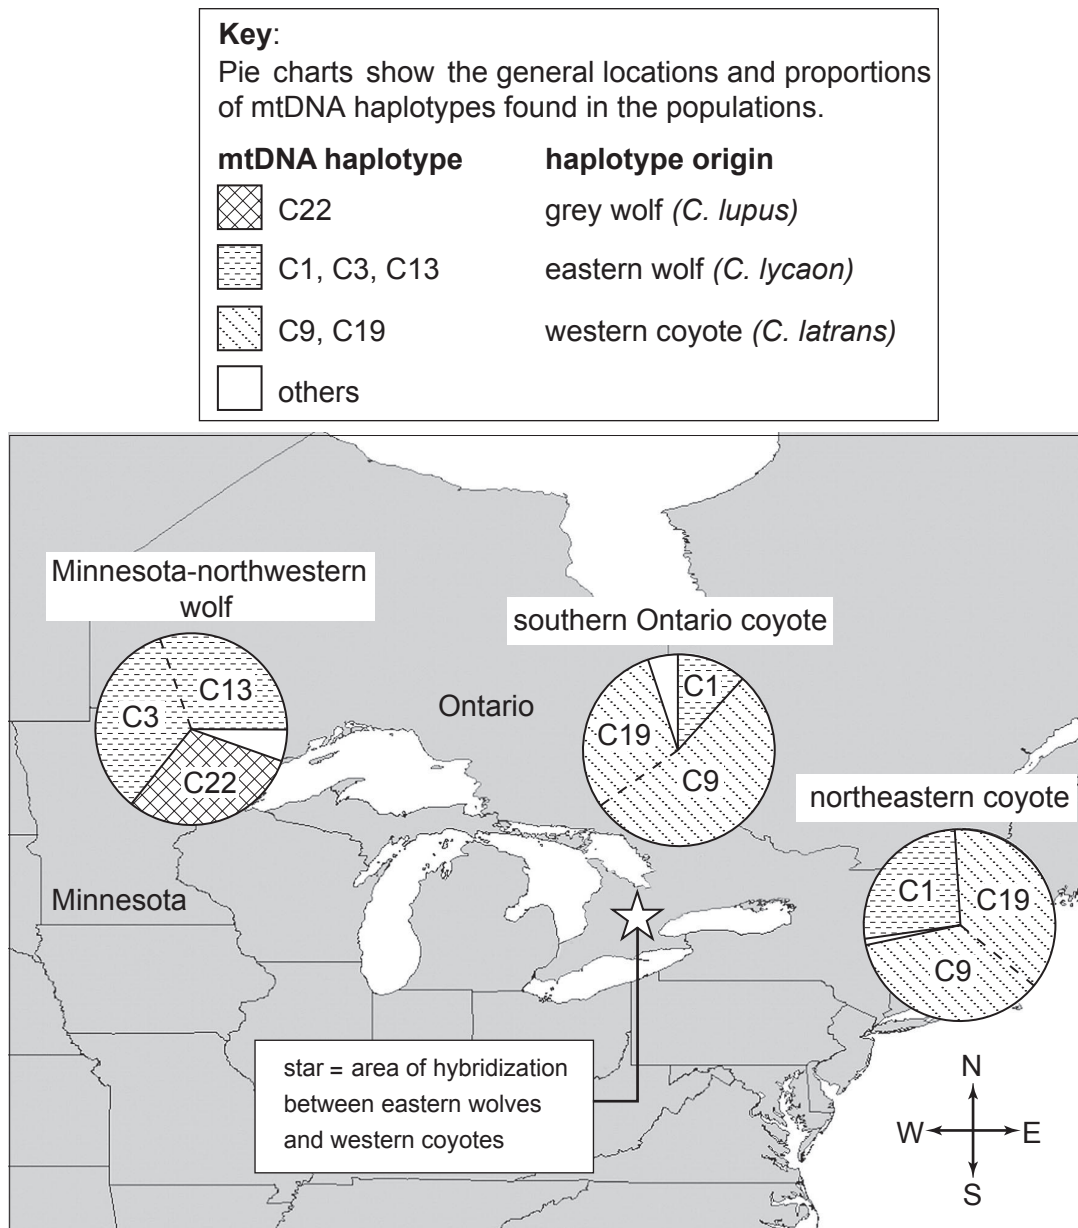 Key:
Pie charts show the general locations and proportions
of mtDNA haplotypes found in the populations.
mtDNA haplotype haplotype origin
C22 grey wolf (C. lupus)
C1, C3, C13 eastern wolf (C. lycaon)
C9, C19 western coyote (C. latrans)
others
Minnesota-northwestern
wolf
C13
C3
C22
southern Ontario coyote
C1
C19
C9
Ontario
northeastern coyote
C1
C19
C9
Minnesota
star = area of hybridization
between eastern wolves
and western coyotes
N
W E
S